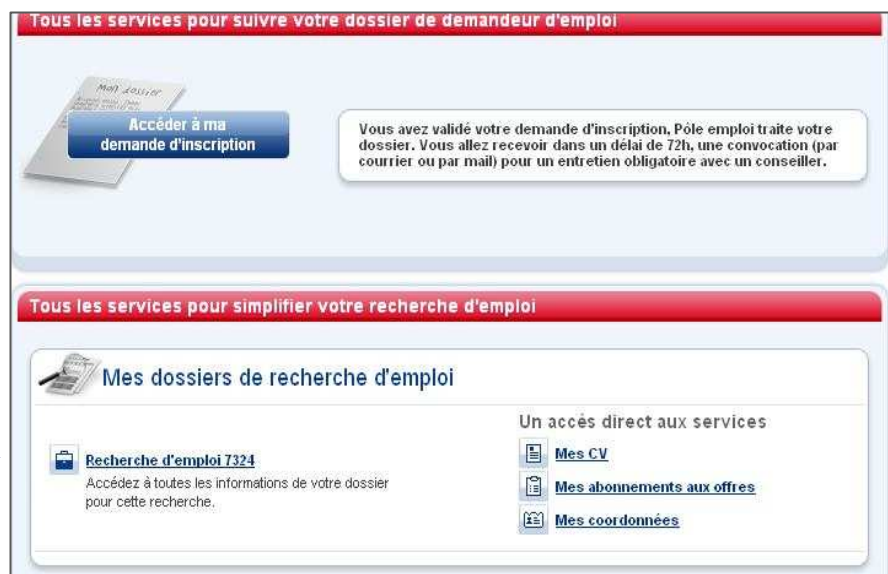 Tous les services pour suivre votre dossier de demandeur d'emploi
Mon dossier
Accéder à ma
demande d'inscription
Vous avez validé votre demande d'inscription, Pôle emploi traite votre
dossier. Vous allez recevoir dans un délai de 72h, une convocation (par
courrier ou par mail) pour un entretien obligatoire avec un conseiller.
Tous les services pour simplifier votre recherche d'emploi
Mes dossiers de recherche d'emploi
Recherche d'emploi 7324
Accédez à toutes les informations de votre dossier
pour cette recherche.
Un accès direct aux services
Mes CV
Mes abonnements aux offres
Mes coordonnées